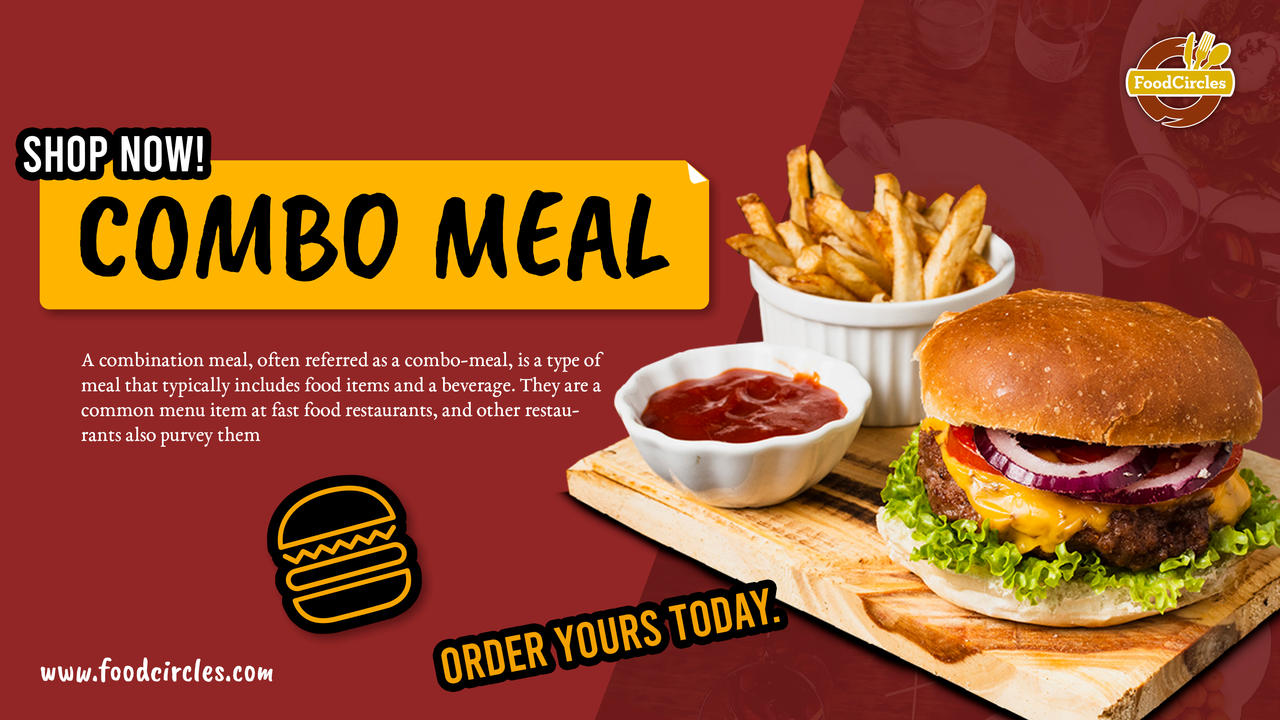 FoodCircles
SHOP NOW!
COMBO MEAL
A combination meal, often referred as a combo-meal, is a type of
meal that typically includes food items and a beverage. They are a
common menu item at fast food restaurants, and other restau-
rants also purvey them
ORDER YOURS TODAY.
www.foodcircles.com